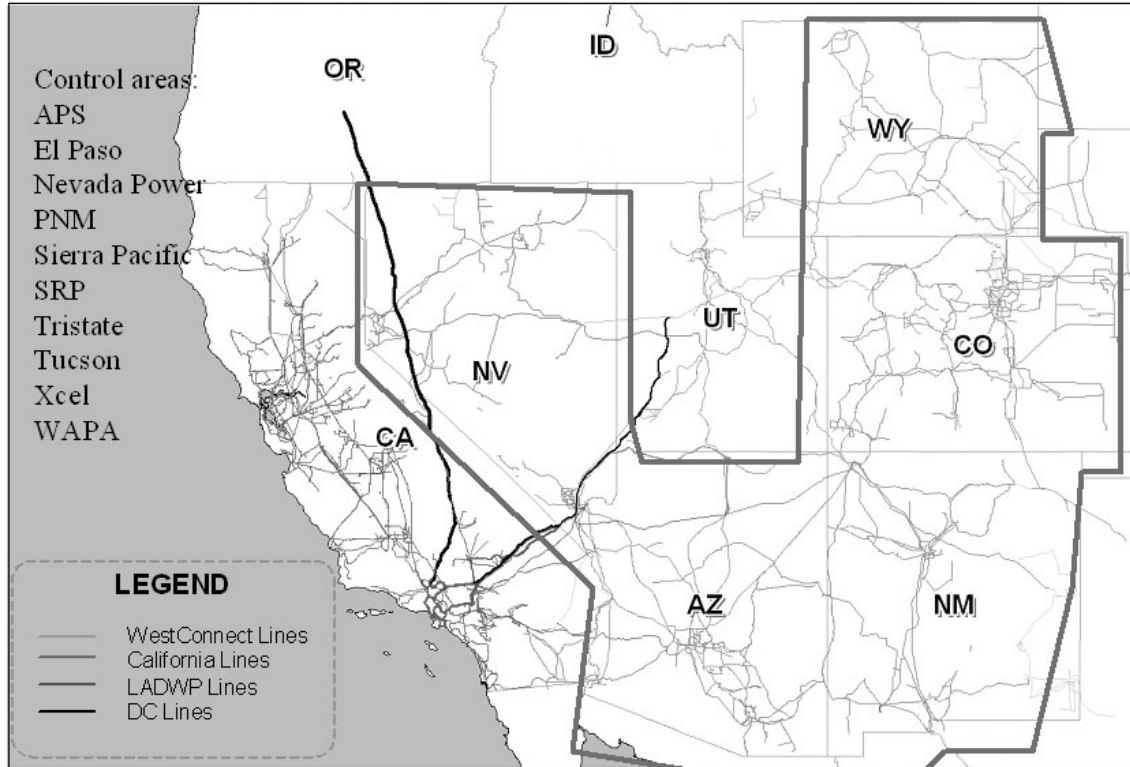 Control areas:
APS
El Paso
Nevada Power
PNM
Sierra Pacific
SRP
Tristate
Tucson
Xcel
WAPA
OR
ID
WY
NV
UT
CO
CA
AZ
NM
LEGEND
WestConnect Lines
California Lines
LADWP Lines
DC Lines